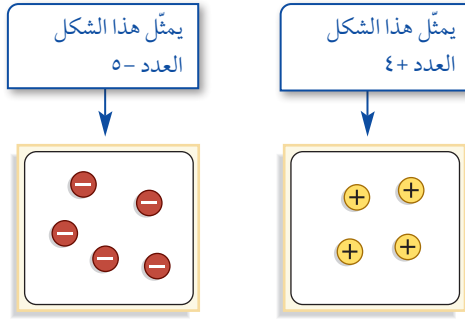 يمثّل هذا الشكل
العدد +٤
يمثّل هذا الشكل
العدد -٥
+ +
+ +
− −
−
− −